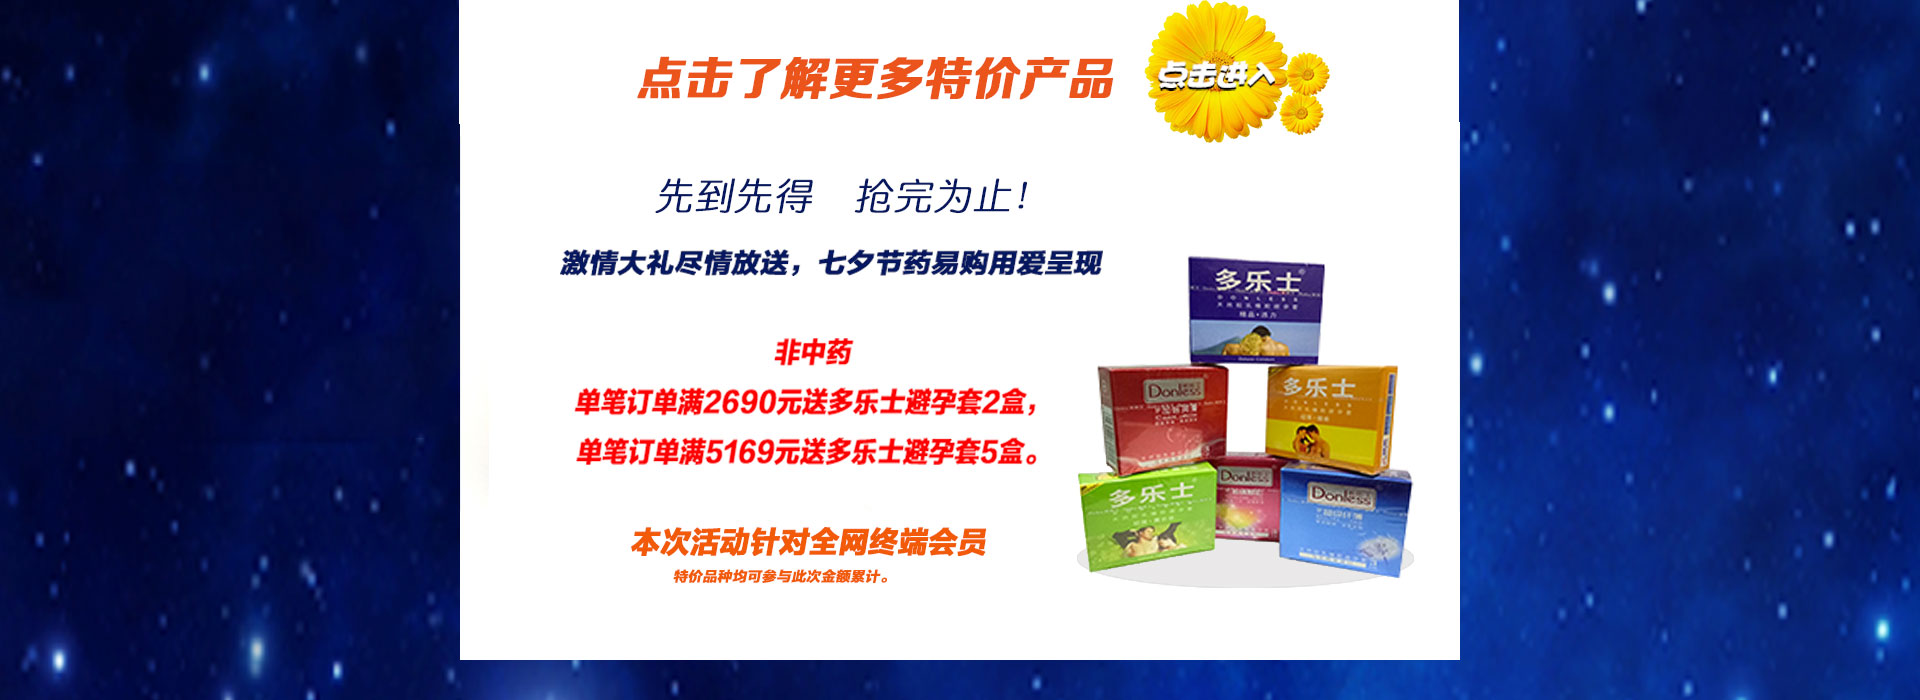 点击了解更多特价产品
点击进入
先到先得 抢完为止！
激情大礼尽情放送，七夕节药易购用爱呈现
非中药
单笔订单满2690元送多乐士避孕套2盒，
单笔订单满5169元送多乐士避孕套5盒。
本次活动针对全网终端会员
特价品种均可参与此次金额累计。
多乐士
DONLESS
精品·活力
Donless
多乐士
多乐士
Donless
Donless